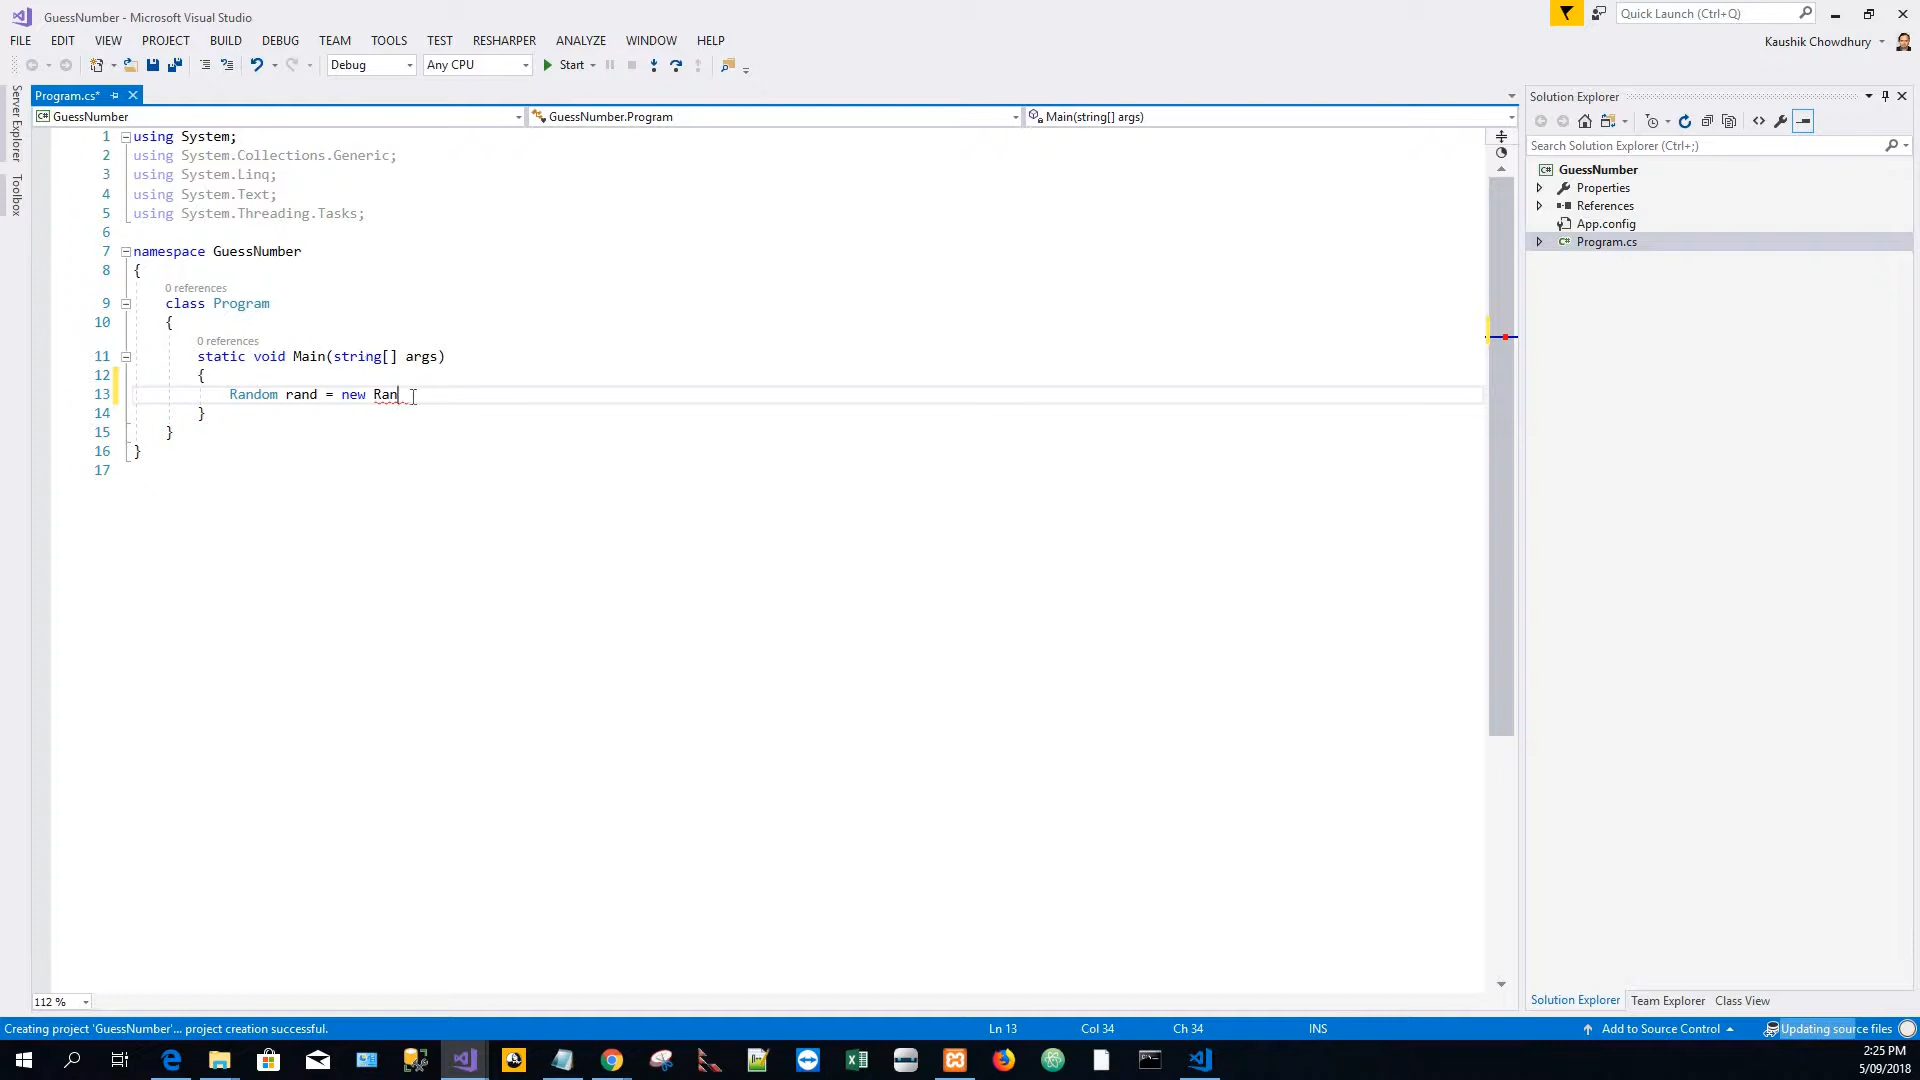 GuessNumber - Microsoft Visual Studio
Quick Launch (Ctrl+Q)
FILE EDIT VIEW PROJECT BUILD DEBUG TEAM TOOLS TEST RESHARPER ANALYZE WINDOW HELP
Kaushik Chowdhury
Debug Any CPU Start
Server Explorer
Toolbox
Program.cs*
GuessNumber GuessNumber.Program Main(string[] args)
1 using System;
2 using System.Collections.Generic;
3 using System.Linq;
4 using System.Text;
5 using System.Threading.Tasks;
6
7 namespace GuessNumber
8 {
0 references
9 class Program
10 {
0 references
11 static void Main(string[] args)
12 {
13 Random rand = new Ran
14 }
15 }
16 }
17
112 %
Solution Explorer
Search Solution Explorer (Ctrl+;)
GuessNumber
Properties
References
App.config
Program.cs
Solution Explorer Team Explorer Class View
Creating project 'GuessNumber'... project creation successful. Ln 13 Col 34 Ch 34 INS Add to Source Control Updating source files
2:25 PM
5/09/2018